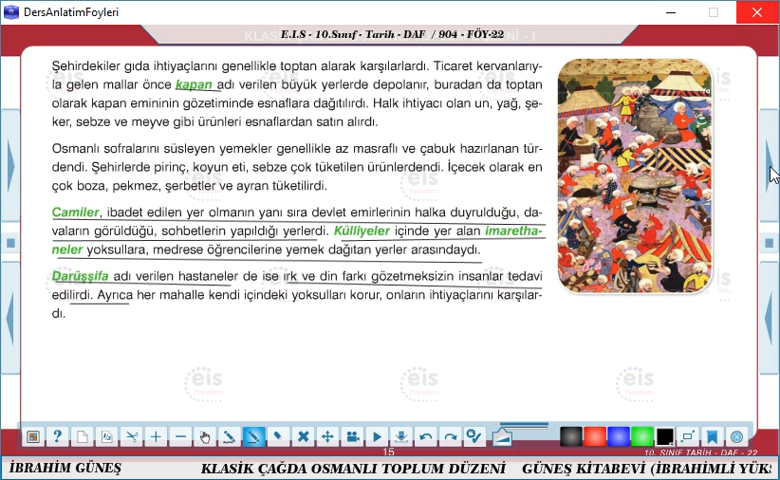 DersAnlatimFoyleri
E.I.S - 10.Sınıf - Tarih - DAF / 904 - FÖY-22
Şehirdekiler gıda ihtiyaçlarını genellikle toptan alarak karşılarlardı. Ticaret kervanlarıy-
la gelen mallar önce kapan adı verilen büyük yerlerde depolanır, buradan da toptan
olarak kapan emininin gözetiminde esnaflara dağıtılırdı. Halk ihtiyacı olan un, yağ, şe-
ker, sebze ve meyve gibi ürünleri esnaflardan satın alırdı.
Osmanlı sofralarını süsleyen yemekler genellikle az masraflı ve çabuk hazırlanan tür-
dendi. Şehirlerde pirinç, koyun eti, sebze çok tüketilen ürünlerdendi. İçecek olarak en
çok boza, pekmez, şerbetler ve ayran tüketilirdi.
Camiler, ibadet edilen yer olmanın yanı sıra devlet emirlerinin halka duyrulduğu, da-
vaların görüldüğü, sohbetlerin yapıldığı yerlerdi. Külliyeler içinde yer alan imaretha-
neler yoksullara, medrese öğrencilerine yemek dağıtan yerler arasındaydı.
Darüşşifa adı verilen hastaneler de ise ırk ve din farkı gözetmeksizin insanlar tedavi
edilirdi. Ayrıca her mahalle kendi içindeki yoksulları korur, onların ihtiyaçlarını karşılar-
dı.
eis
eis
eis
15
10. SINIF TARİH - DAF - 22
İBRAHİM GÜNEŞ KLASİK ÇAĞDA OSMANLI TOPLUM DÜZENİ GÜNEŞ KİTABEVİ (İBRAHİMLİ YÜKS